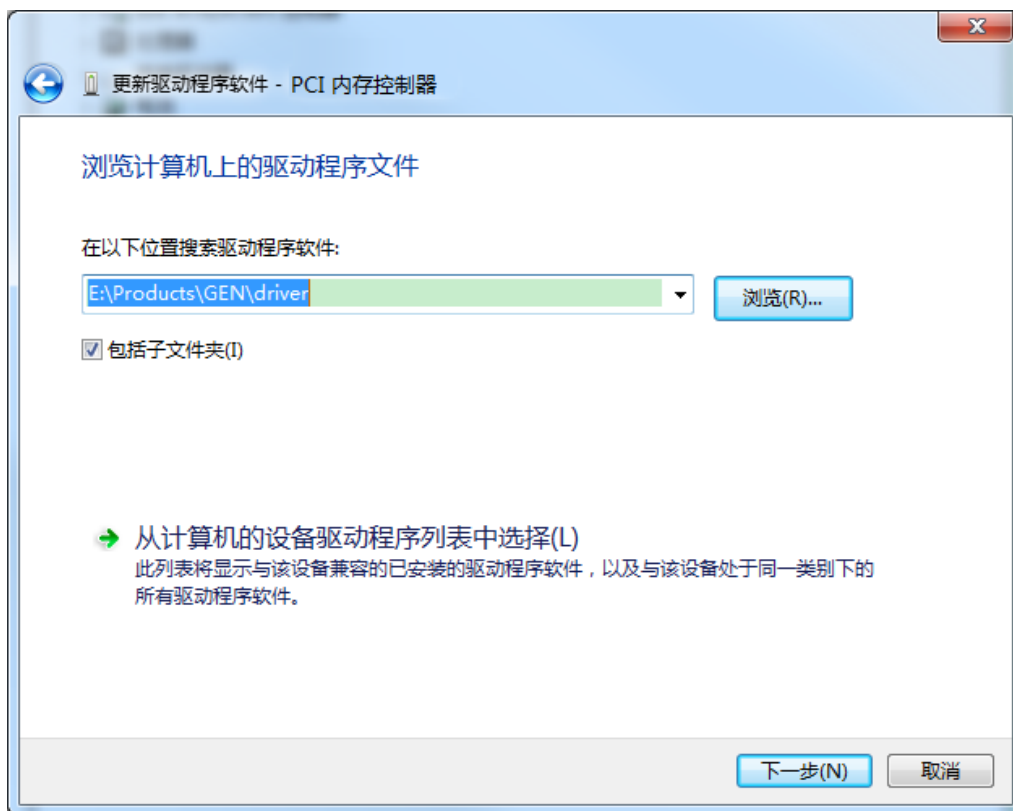 更新驱动程序软件 - PCI 内存控制器
浏览计算机上的驱动程序文件
在以下位置搜索驱动程序软件:
E:\Products\GEN\driver
浏览(R)...
包括子文件夹(I)
从计算机的设备驱动程序列表中选择(L)
此列表将显示与该设备兼容的已安装的驱动程序软件，以及与该设备处于同一类别下的
所有驱动程序软件。
下一步(N)
取消